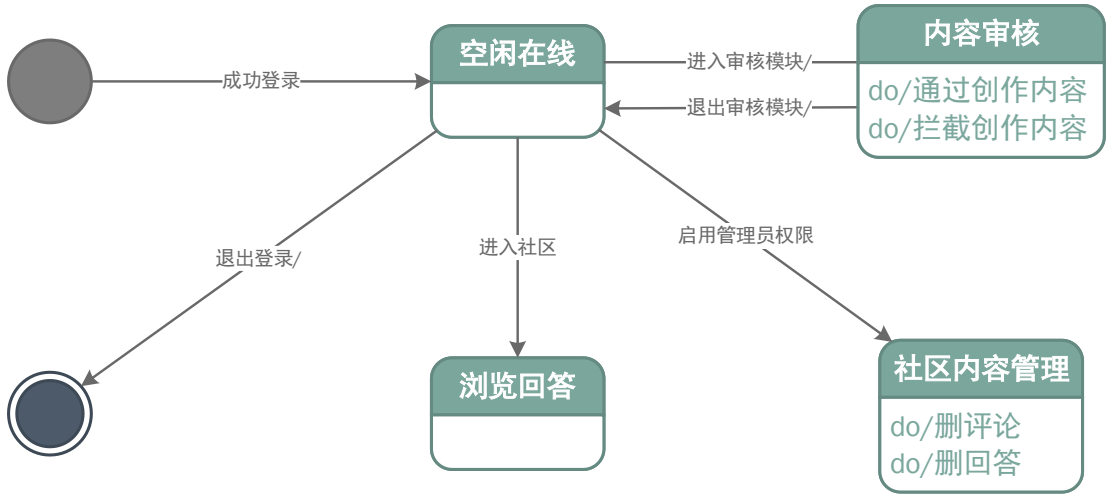 内容审核
空闲在线
进入审核模块/
成功登录
do/通过创作内容
退出审核模块/
do/拦截创作内容
启用管理员权限
进入社区
退出登录/
社区内容管理
浏览回答
do/删评论
do/删回答